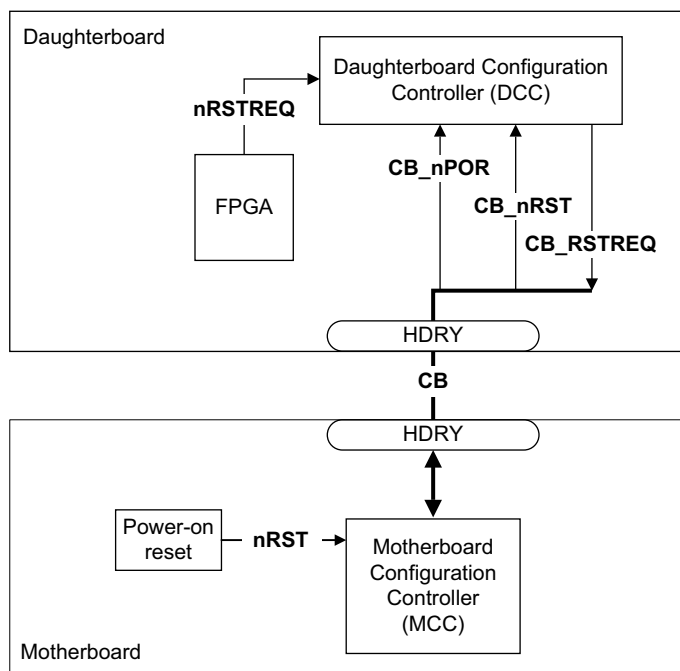 Daughterboard
Daughterboard Configuration
Controller (DCC)
nRSTREQ
CB_nPOR
FPGA
CB_nRST
CB_RSTREQ
HDRY
CB
HDRY
Power-on
reset
nRST
Motherboard
Configuration
Controller
(MCC)
Motherboard